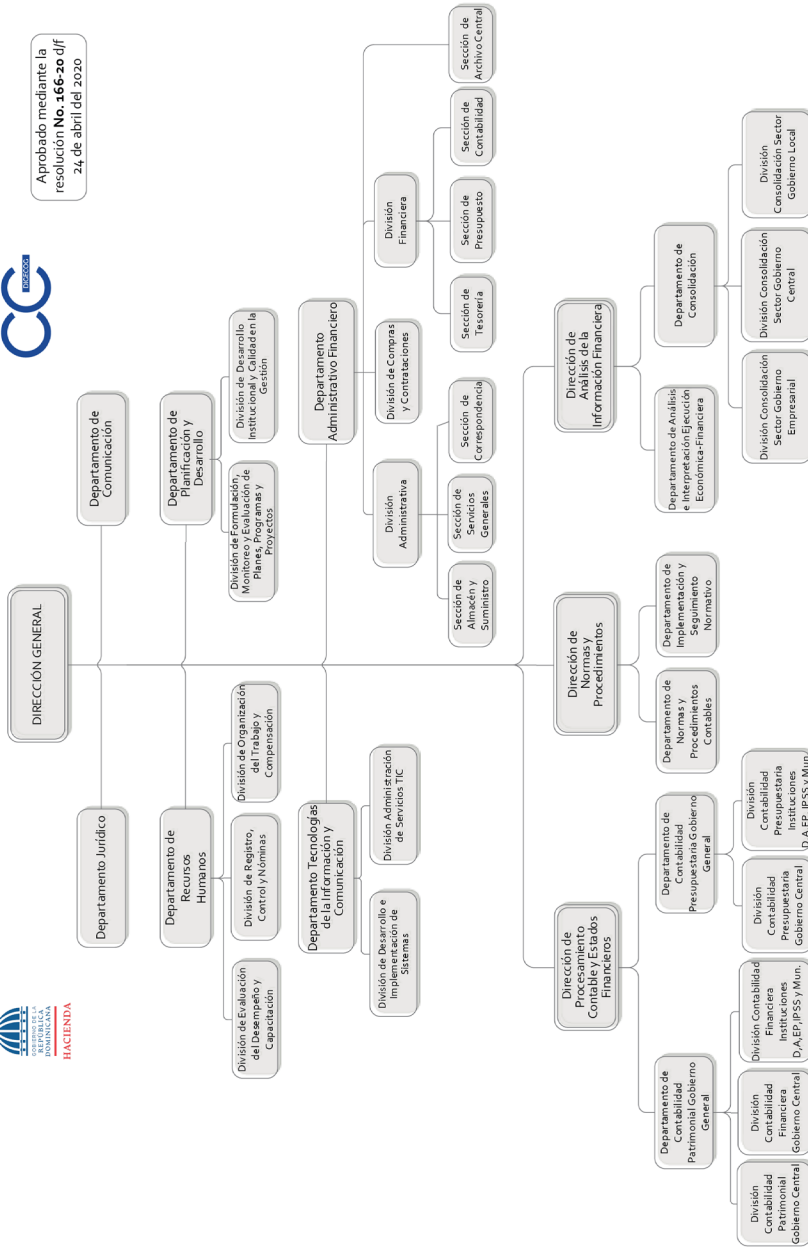 GOBIERNO DE LA
REPÚBLICA
DOMINICANA
HACIENDA
DIGECOG
Aprobado mediante la
resolución No. 166-20 d/f
24 de abril del 2020
DIRECCIÓN GENERAL
Departamento Jurídico
Departamento de
Comunicación
Departamento de
Recursos
Humanos
Departamento de
Planificación y
Desarrollo
División de Evaluación
del Desempeño y
Capacitación
División de Registro,
Control y Nóminas
División de Organización
del Trabajo y
Compensación
División de Formulación,
Monitoreo y Evaluación de
Planes, Programas y
Proyectos
División de Desarrollo
Institucional y Calidad en la
Gestión
Departamento Tecnologías
de la Información y
Comunicación
Departamento
Administrativo Financiero
División de Desarrollo e
Implementación de
Sistemas
División Administración
de Servicios TIC
División
Administrativa
División de Compras
y Contrataciones
División
Financiera
Sección de
Almacén y
Suministro
Sección de
Servicios
Generales
Sección de
Correspondencia
Sección de
Tesorería
Sección de
Presupuesto
Sección de
Contabilidad
Sección de
Archivo Central
Dirección de
Procesamiento
Contable y Estados
Financieros
Dirección de
Normas y
Procedimientos
Dirección de
Análisis de la
Información Financiera
Departamento de
Contabilidad
Patrimonial Gobierno
General
Departamento de
Contabilidad
Presupuestaria Gobierno
General
Departamento de
Normas y
Procedimientos
Contables
Departamento de
Implementación y
Seguimiento
Normativo
Departamento de Análisis
e Interpretación Ejecución
Económica-Financiera
Departamento de
Consolidación
División
Contabilidad
Patrimonial
Gobierno Central
División
Contabilidad
Financiera
Gobierno Central
División Contabilidad
Financiera
Instituciones
D,A,EP,IPSS y Mun.
División
Contabilidad
Presupuestaria
Gobierno Central
División
Contabilidad
Presupuestaria
Instituciones
D,A,EP, IPSS y Mun.
División Consolidación
Sector Gobierno
Empresarial
División Consolidación
Sector Gobierno
Central
División
Consolidación Sector
Gobierno Local